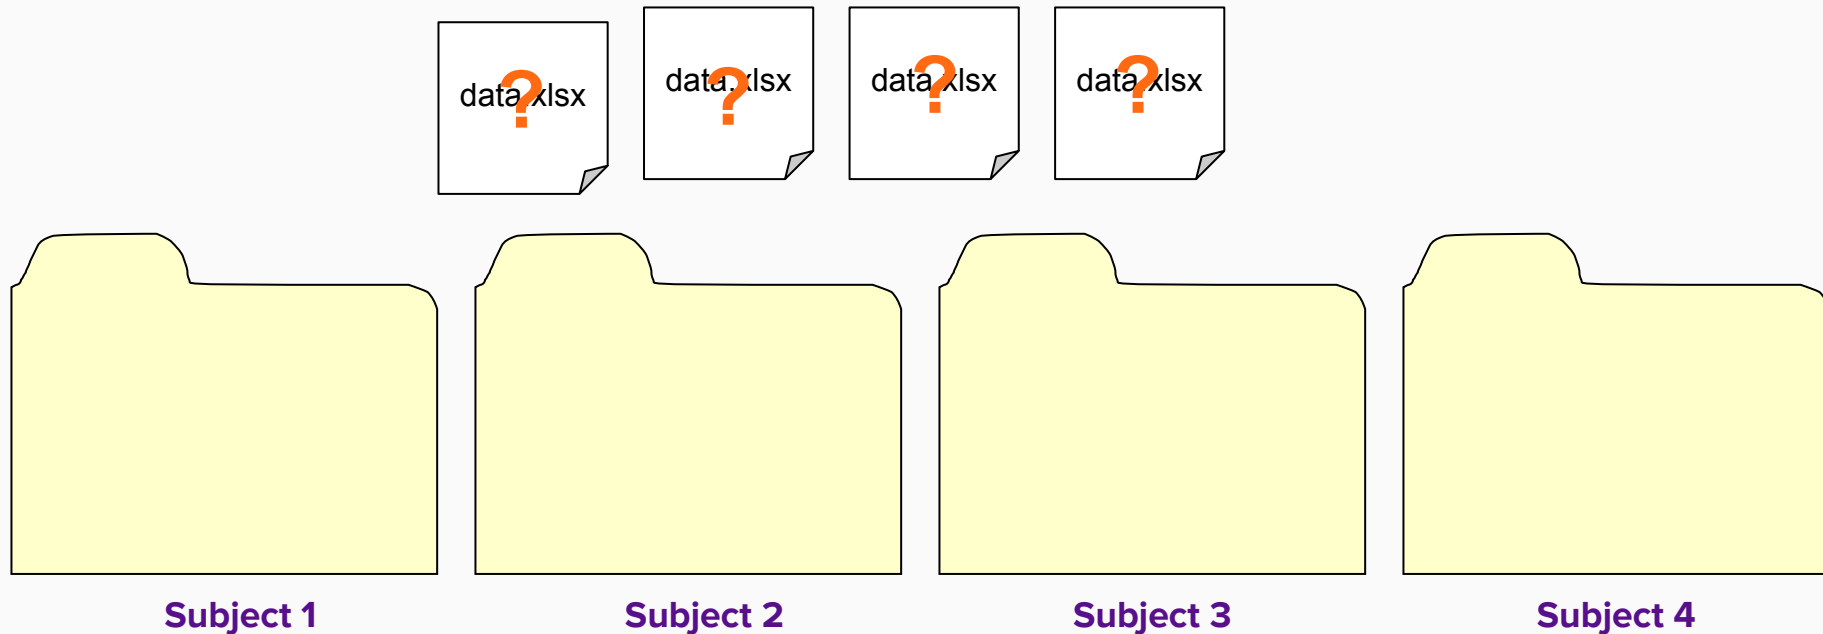 data.xlsx
?
data.xlsx
?
data.xlsx
?
data.xlsx
?
Subject 1
Subject 2
Subject 3
Subject 4